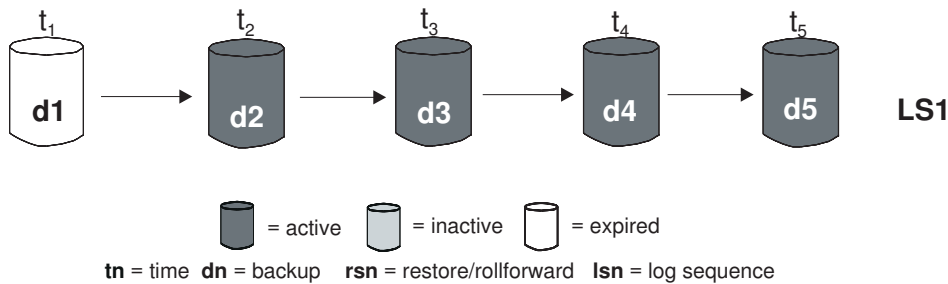 t₁ t₂ t₃ t₄ t₅
d1 d2 d3 d4 d5 LS1
= active = inactive = expired
tn = time dn = backup rsn = restore/rollforward lsn = log sequence